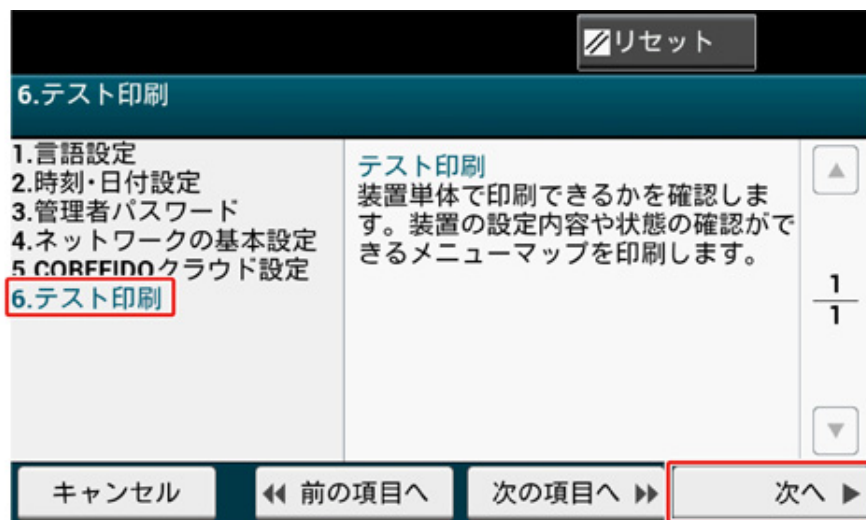 リセット
6.テスト印刷
1.言語設定
2.時刻・日付設定
3.管理者パスワード
4.ネットワークの基本設定
5.COREFIDOクラウド設定
6.テスト印刷
テスト印刷
装置単体で印刷できるかを確認しま
す。装置の設定内容や状態の確認がで
きるメニューマップを印刷します。
1
1
キャンセル
前の項目へ
次の項目へ
次へ